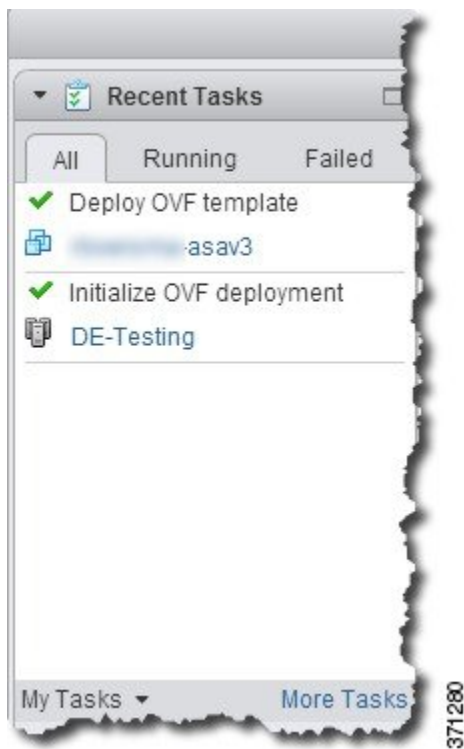 Recent Tasks
All Running Failed
Deploy OVF template
-asav3
Initialize OVF deployment
DE-Testing
My Tasks More Tasks
371280